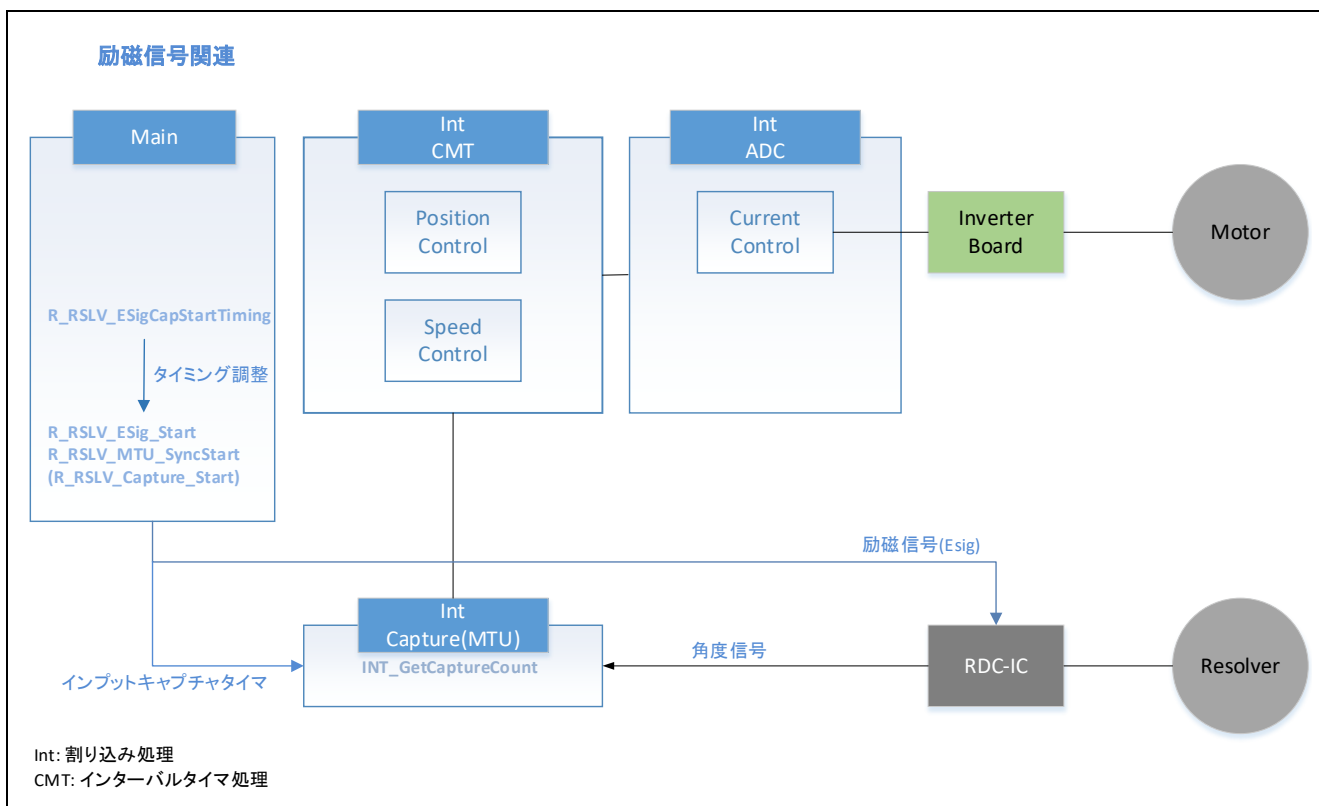 励磁信号関連
Main
Int
CMT
Int
ADC
Position
Control
Current
Control
Inverter
Board
Motor
R_RSLV_ESigCapStartTiming
Speed
Control
タイミング調整
R_RSLV_ESig_Start
R_RSLV_MTU_SyncStart
(R_RSLV_Capture_Start)
励磁信号(Esig)
Int
Capture(MTU)
INT_GetCaptureCount
角度信号
RDC-IC
Resolver
インプットキャプチャタイマ
Int: 割り込み処理
CMT: インターバルタイマ処理